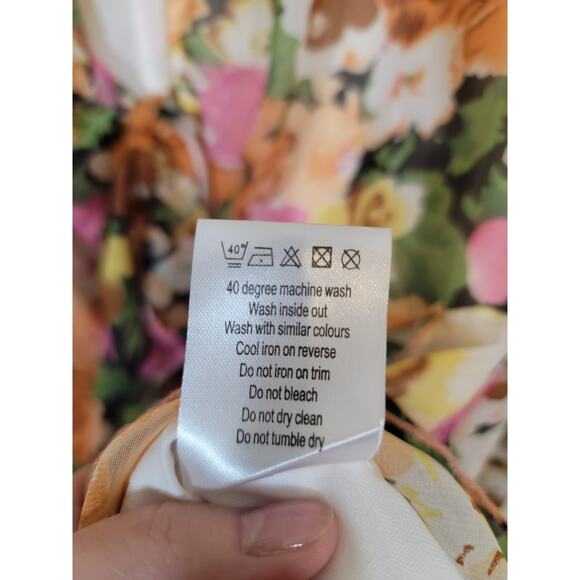 40°
40 degree machine wash
Wash inside out
Wash with similar colours
Cool iron on reverse
Do not iron on trim
Do not bleach
Do not dry clean
Do not tumble dry